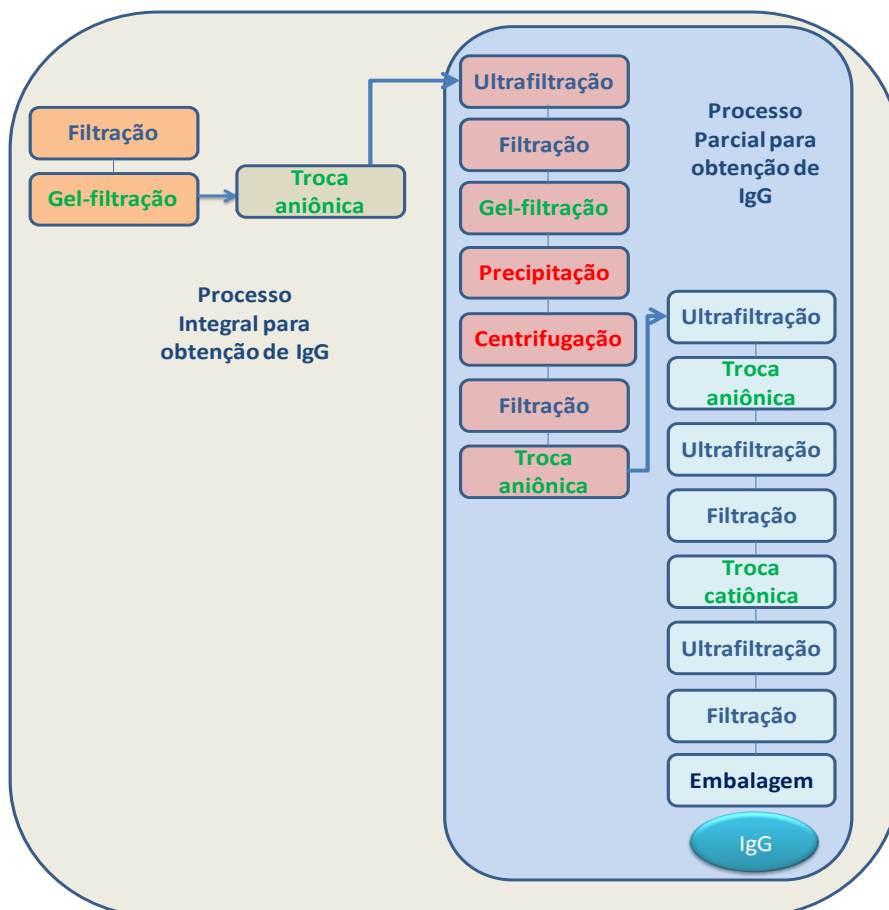 Filtração
Gel-filtração
Troca
aniônica
Processo
Integral para
obtenção de IgG
Ultrafiltração
Filtração
Gel-filtração
Precipitação
Centrifugação
Filtração
Troca
aniônica
Processo
Parcial para
obtenção de
IgG
Ultrafiltração
Troca
aniônica
Ultrafiltração
Filtração
Troca
catiônica
Ultrafiltração
Filtração
Embalagem
IgG